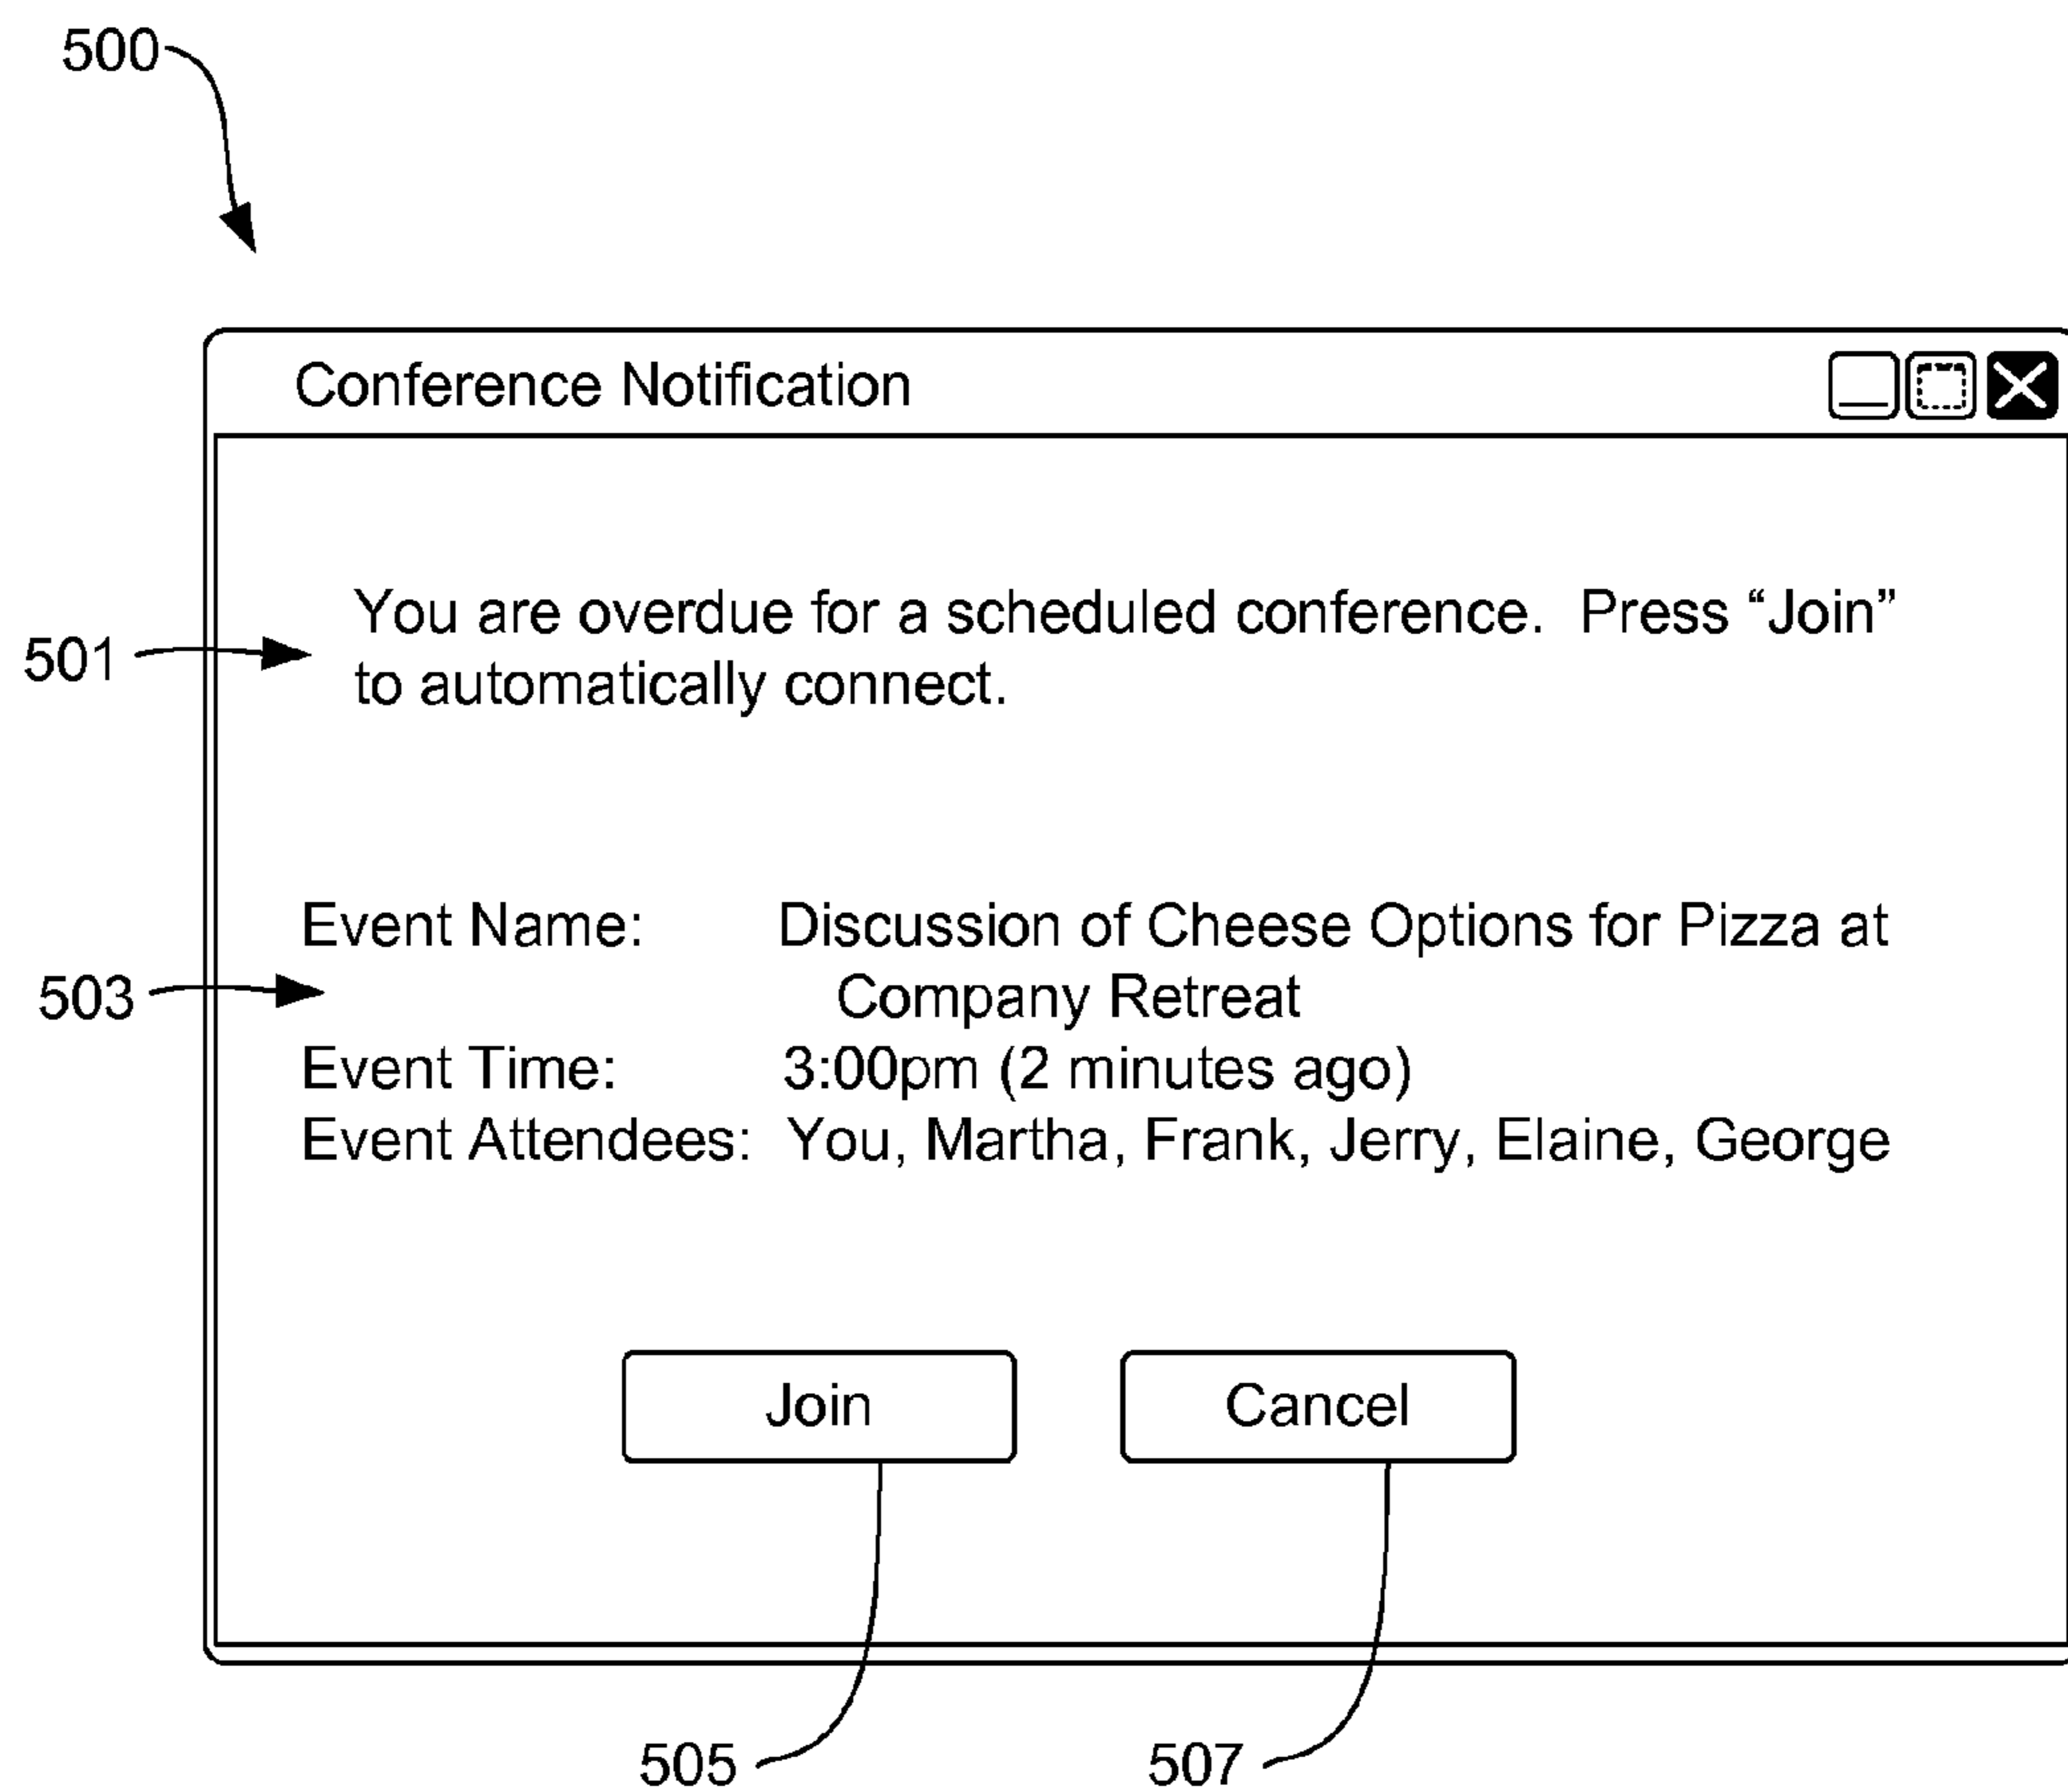 500
Conference Notification
You are overdue for a scheduled conference.  Press “Join”
501
to automatically connect.
Event Name: Discussion of Cheese Options for Pizza at
503
Company Retreat
Event Time: 3:00pm (2 minutes ago)
Event Attendees: You, Martha, Frank, Jerry, Elaine, George
Join Cancel
505 507